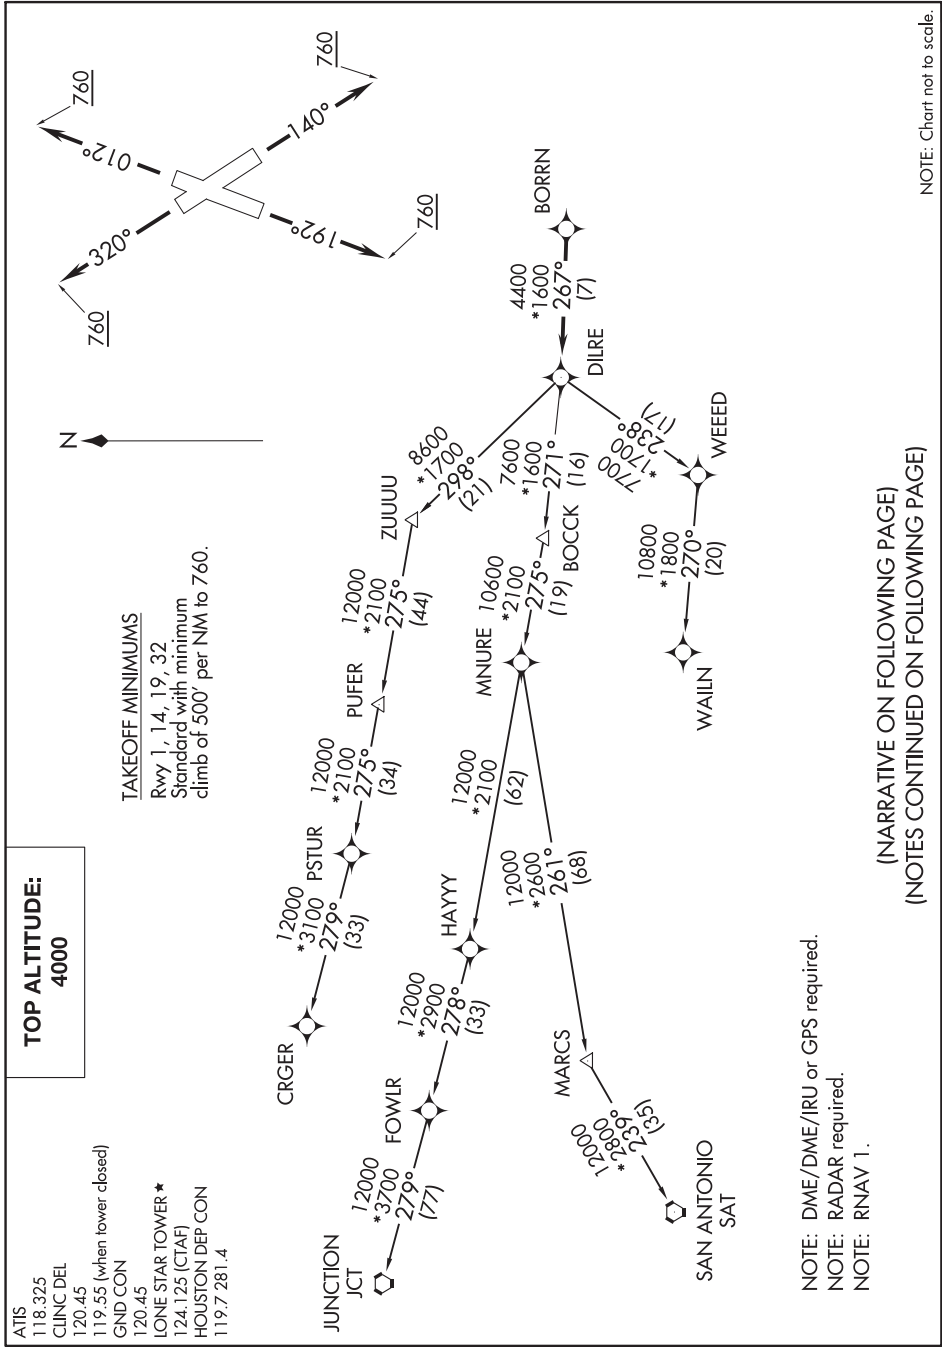 ATIS
118.325
CLINC DEL
120.45
119.55 (when tower closed)
GND CON
120.45
LONE STAR TOWER★
124.125 (CTAF)
HOUSTON DEP CON
119.7 281.4
TOP ALTITUDE:
4000
TAKEOFF MINIMUMS
Rwy 1, 14, 19, 32
Standard with minimum
climb of 500' per NM to 760.
N
760
320°
760
012°
192°
760
140°
760
BORRN
4400
*1600
267°
(7)
DILRE
8600
*1700
298°
(21)
ZUUUU
12000
*2100
275°
(44)
PUFER
12000
*2100
275°
(34)
PSTUR
12000
*3100
279°
(33)
CRGER
7600
*1600
271°
(16)
BOCCK
10600
*2100
275°
(19)
MNURE
12000
*2100
(62)
HAYYY
12000
*2900
278°
(33)
FOWLR
12000
*3700
279°
(77)
JUNCTION
JCT
12000
*2600
261°
(68)
MARCS
12000
*2800
239°
(35)
SAN ANTONIO
SAT
7700
*1700
238°
(17)
WEEED
10800
*1800
270°
(20)
WAILN
NOTE: DME/DME/IRU or GPS required.
NOTE: RADAR required.
NOTE: RNAV 1.
(NARRATIVE ON FOLLOWING PAGE)
(NOTES CONTINUED ON FOLLOWING PAGE)
NOTE: Chart not to scale.